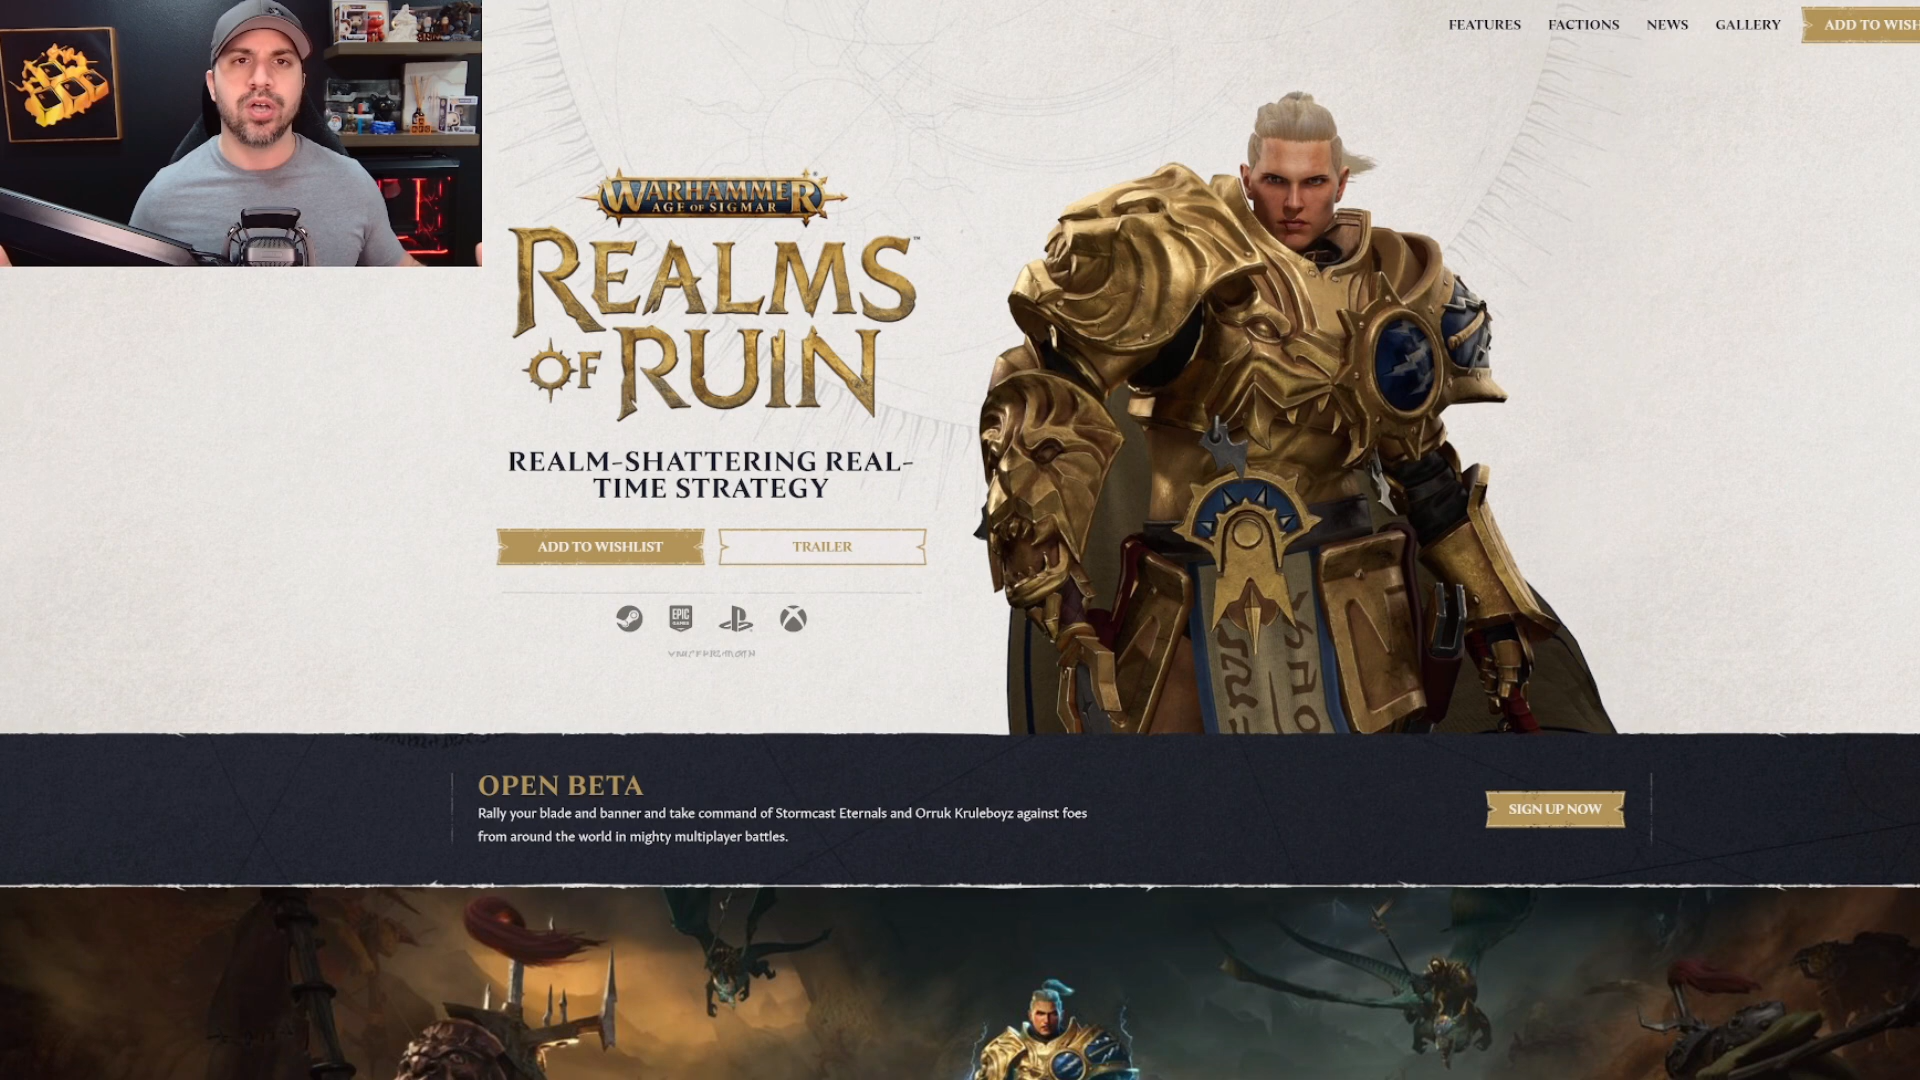 FEATURES
FACTIONS
NEWS
GALLERY
ADD TO WISH
WARHAMMER
AGE OF SIGMAR
REALMS
OF RUIN
™
REALM-SHATTERING REAL-
TIME STRATEGY
ADD TO WISHLIST
TRAILER
EPIC
GAMES
OPEN BETA
Rally your blade and banner and take command of Stormcast Eternals and Orruk Kruleboyz against foes
from around the world in mighty multiplayer battles.
SIGN UP NOW